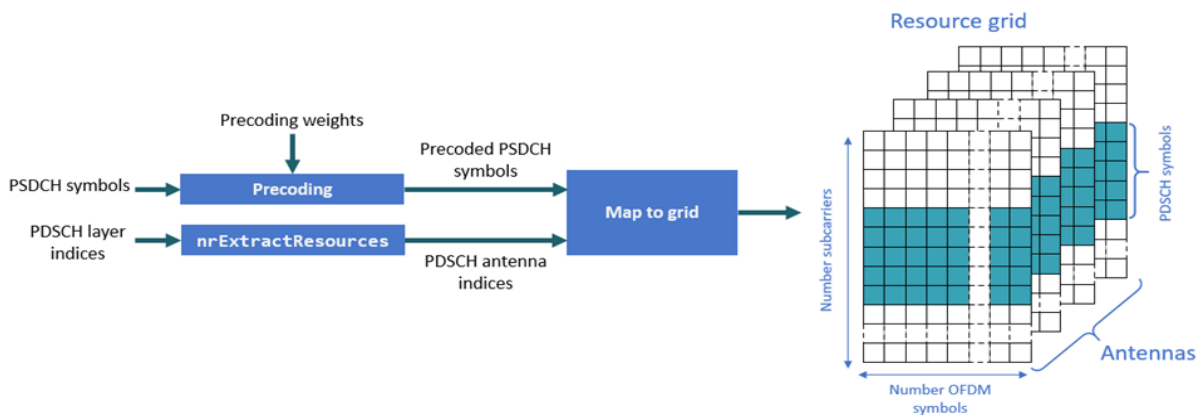 Resource grid
Precoding weights
PSDCH symbols
Precoding
Precoded PSDCH
symbols
Map to grid
PDSCH layer
indices
nrExtractResources
PDSCH antenna
indices
Number subcarriers
PDSCH symbols
Antennas
Number OFDM
symbols